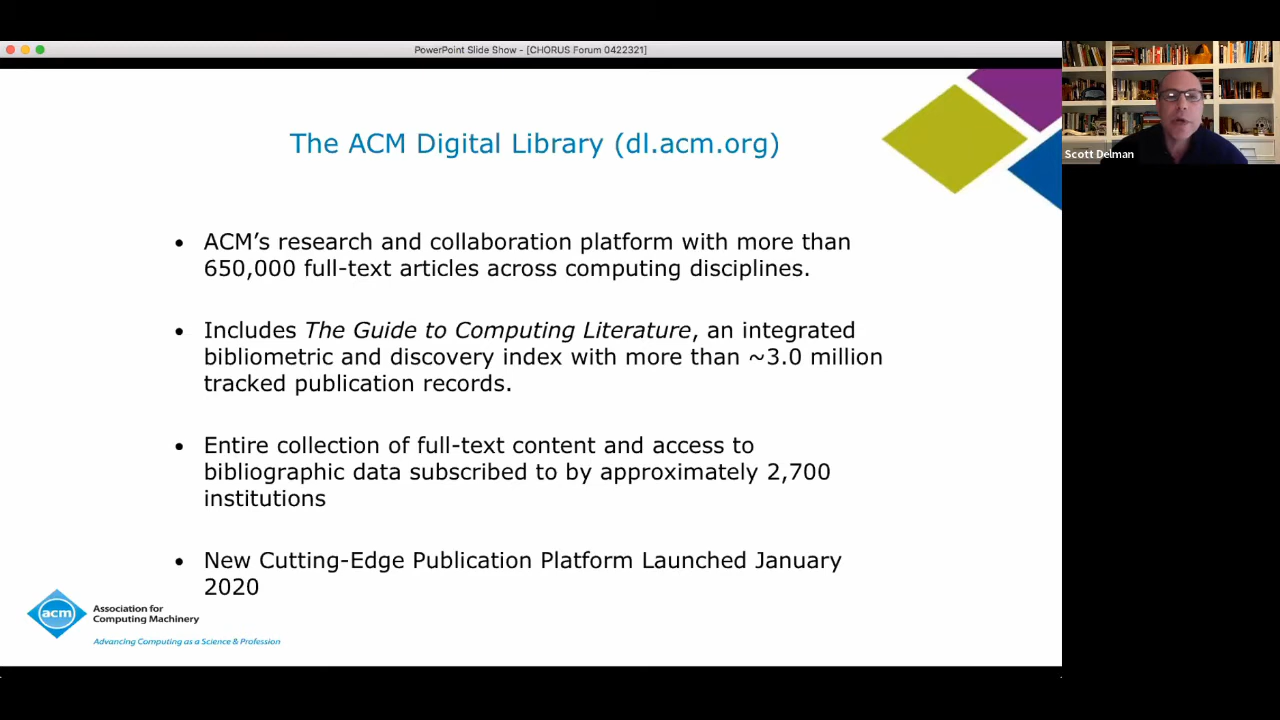 PowerPoint Slide Show - [CHORUS Forum 0422321]
The ACM Digital Library (dl.acm.org)
• ACM’s research and collaboration platform with more than
650,000 full-text articles across computing disciplines.
• Includes The Guide to Computing Literature, an integrated
bibliometric and discovery index with more than ~3.0 million
tracked publication records.
• Entire collection of full-text content and access to
bibliographic data subscribed to by approximately 2,700
institutions
• New Cutting-Edge Publication Platform Launched January
2020
acm
Association for
Computing Machinery
Advancing Computing as a Science & Profession
Scott Delman